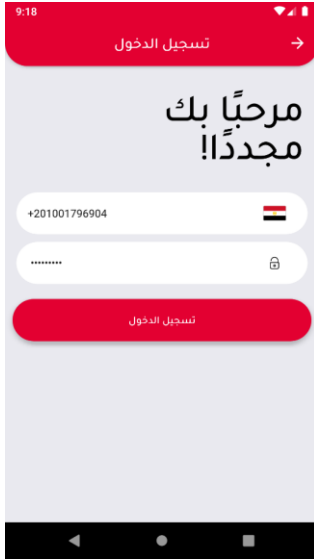 9:18
تسجيل الدخول
مرحبًا بك
مجددًا!
+201001796904
تسجيل الدخول